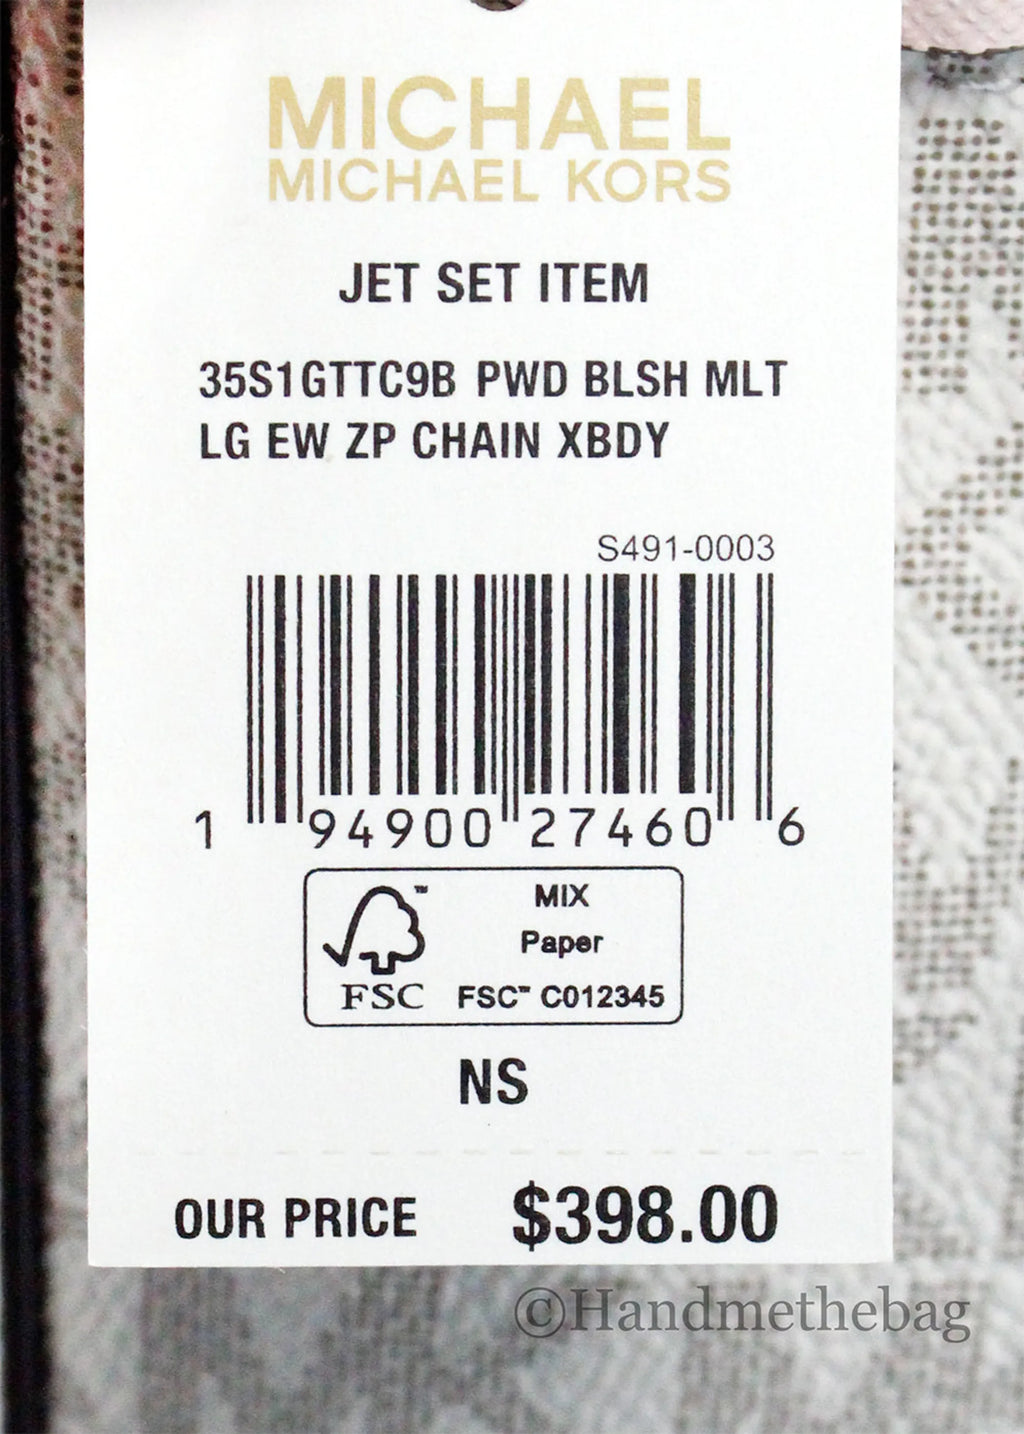 MICHAEL
MICHAEL KORS
JET SET ITEM
35S1GTTC9B PWD BLSH MLT
LG EW ZP CHAIN XBDY
S491-0003
1 94900 27460 6
MIX
Paper
FSC™ C012345
FSC
NS
OUR PRICE $398.00
©Handmethebag